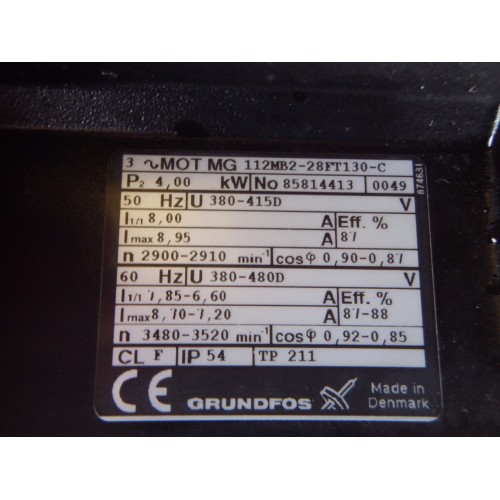 3 ~ MOT MG 112MB2-28FT130-C
P2 4,00 kW No 85814413 0049
50 Hz U 380-415D V
I1/1 8,00 A Eff. %
Imax 8,95 A 87
n 2900-2910 min-1 cosφ 0,90-0,87
60 Hz U 380-480D V
I1/1 7,85-6,60 A Eff. %
Imax 8,70-7,20 A 87-88
n 3480-3520 min-1 cosφ 0,92-0,85
CL F IP 54 TP 211
CE GRUNDFOS Made in
Denmark
874631